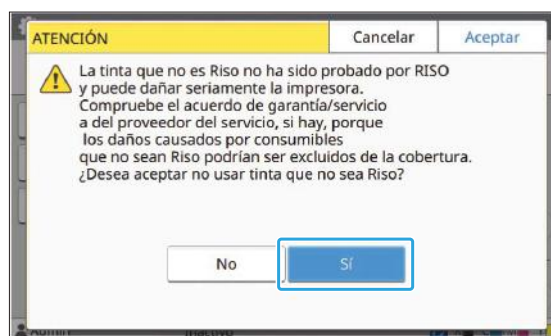 ATENCIÓN
Cancelar
Aceptar
La tinta que no es Riso no ha sido probado por RISO
y puede dañar seriamente la impresora.
Compruebe el acuerdo de garantía/servicio
a del proveedor del servicio, si hay, porque
los daños causados por consumibles
que no sean Riso podrían ser excluidos de la cobertura.
¿Desea aceptar no usar tinta que no sea Riso?
No
Sí